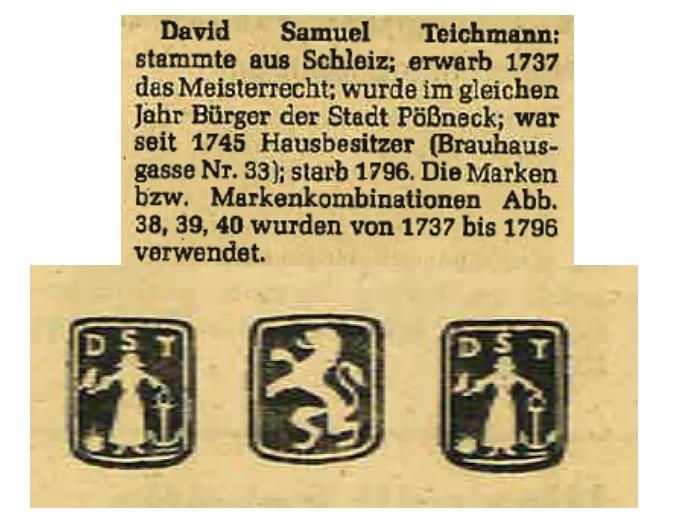 David Samuel Teichmann:
stammte aus Schleiz; erwarb 1737
das Meisterrecht; wurde im gleichen
Jahr Bürger der Stadt Pößneck; war
seit 1745 Hausbesitzer (Brauhaus-
gasse Nr. 33); starb 1796. Die Marken
bzw. Markenkombinationen Abb.
38, 39, 40 wurden von 1737 bis 1796
verwendet.
D S T
D S T